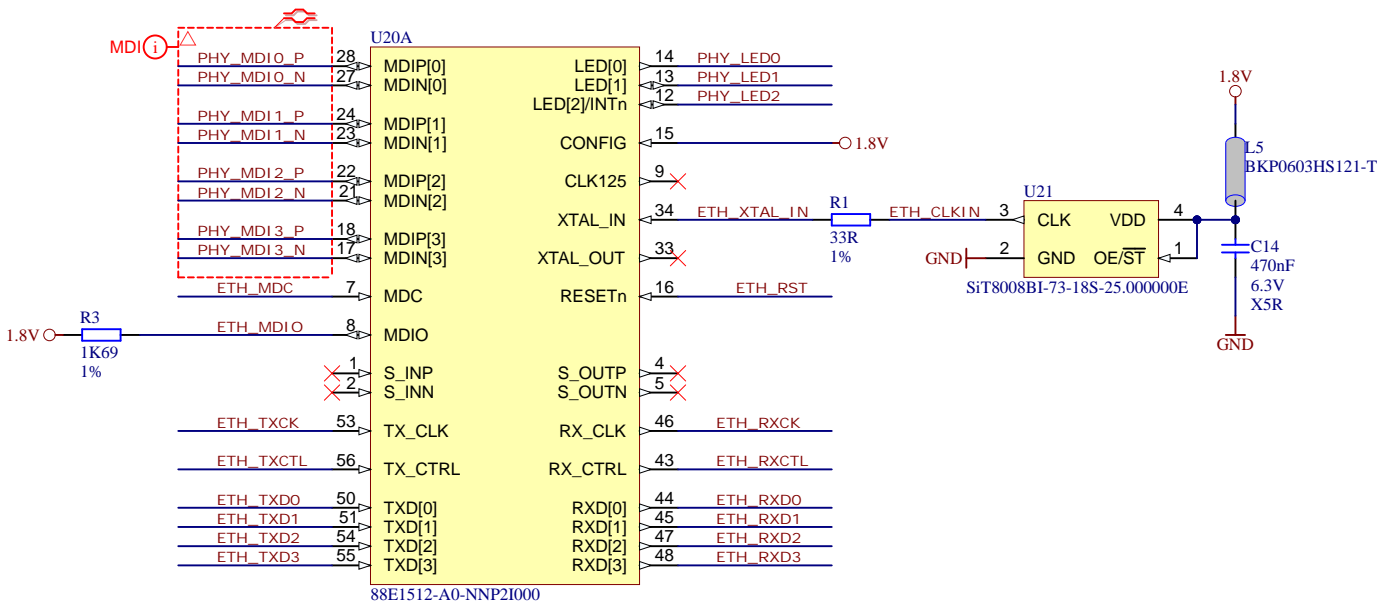 MDI i
U20A
PHY_MDI0_P 28 MDIP[0]
PHY_MDI0_N 27 MDIN[0]
PHY_MDI1_P 24 MDIP[1]
PHY_MDI1_N 23 MDIN[1]
PHY_MDI2_P 22 MDIP[2]
PHY_MDI2_N 21 MDIN[2]
PHY_MDI3_P 18 MDIP[3]
PHY_MDI3_N 17 MDIN[3]
ETH_MDC 7 MDC
1.8V R3 ETH_MDIO 8 MDIO
1K69
1%
1 S_INP
2 S_INN
ETH_TXCK 53 TX_CLK
ETH_TXCTL 56 TX_CTRL
ETH_TXD0 50 TXD[0]
ETH_TXD1 51 TXD[1]
ETH_TXD2 54 TXD[2]
ETH_TXD3 55 TXD[3]
LED[0] 14 PHY_LED0
LED[1] 13 PHY_LED1
LED[2]/INTn 12 PHY_LED2
CONFIG 15 1.8V
CLK125 9
XTAL_IN 34 ETH_XTAL_IN R1 ETH_CLKIN
33R
1%
XTAL_OUT 33
RESETn 16 ETH_RST
S_OUTP 4
S_OUTN 5
RX_CLK 46 ETH_RXCK
RX_CTRL 43 ETH_RXCTL
RXD[0] 44 ETH_RXD0
RXD[1] 45 ETH_RXD1
RXD[2] 47 ETH_RXD2
RXD[3] 48 ETH_RXD3
88E1512-A0-NNP2I000
U21
3 CLK VDD 4
GND 2 GND OE/ST 1
SiT8008BI-73-18S-25.000000E
1.8V
L5
BKP0603HS121-T
C14
470nF
6.3V
X5R
GND